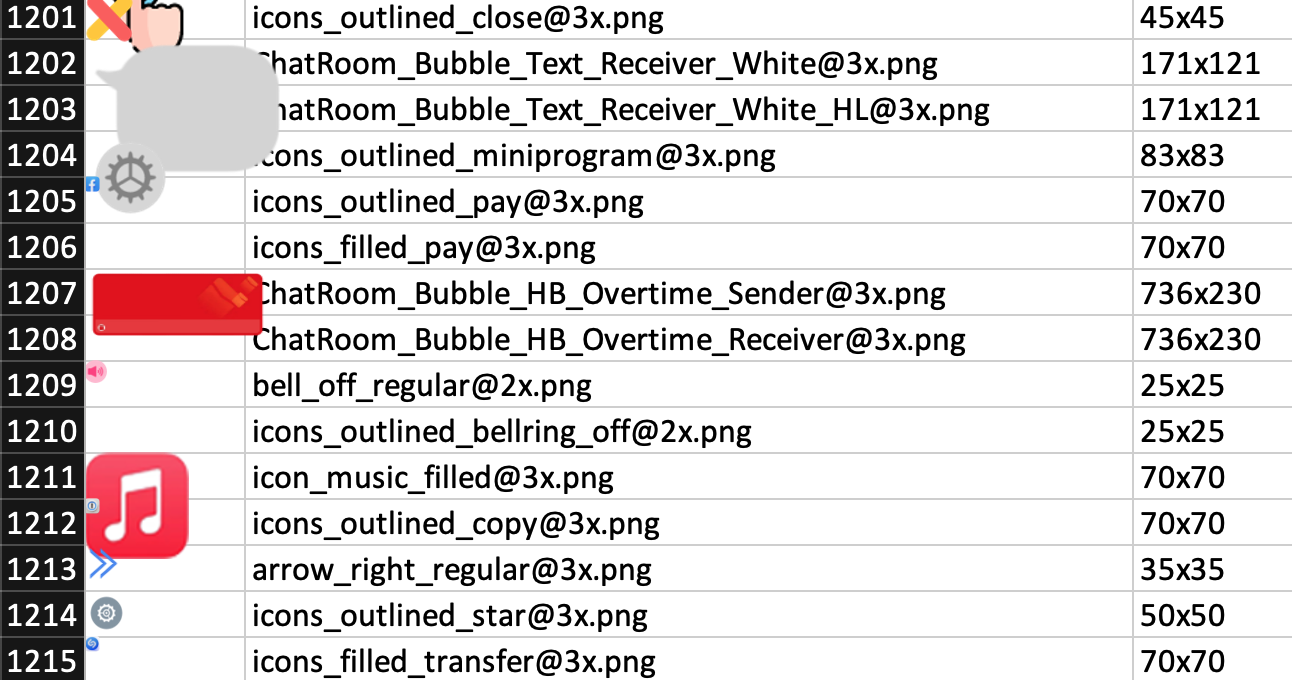 1201 icons_outlined_close@3x.png 45x45
1202 ChatRoom_Bubble_Text_Receiver_White@3x.png 171x121
1203 ChatRoom_Bubble_Text_Receiver_White_HL@3x.png 171x121
1204 icons_outlined_miniprogram@3x.png 83x83
1205 icons_outlined_pay@3x.png 70x70
1206 icons_filled_pay@3x.png 70x70
1207 ChatRoom_Bubble_HB_Overtime_Sender@3x.png 736x230
1208 ChatRoom_Bubble_HB_Overtime_Receiver@3x.png 736x230
1209 bell_off_regular@2x.png 25x25
1210 icons_outlined_bellring_off@2x.png 25x25
1211 icon_music_filled@3x.png 70x70
1212 icons_outlined_copy@3x.png 70x70
1213 arrow_right_regular@3x.png 35x35
1214 icons_outlined_star@3x.png 50x50
1215 icons_filled_transfer@3x.png 70x70